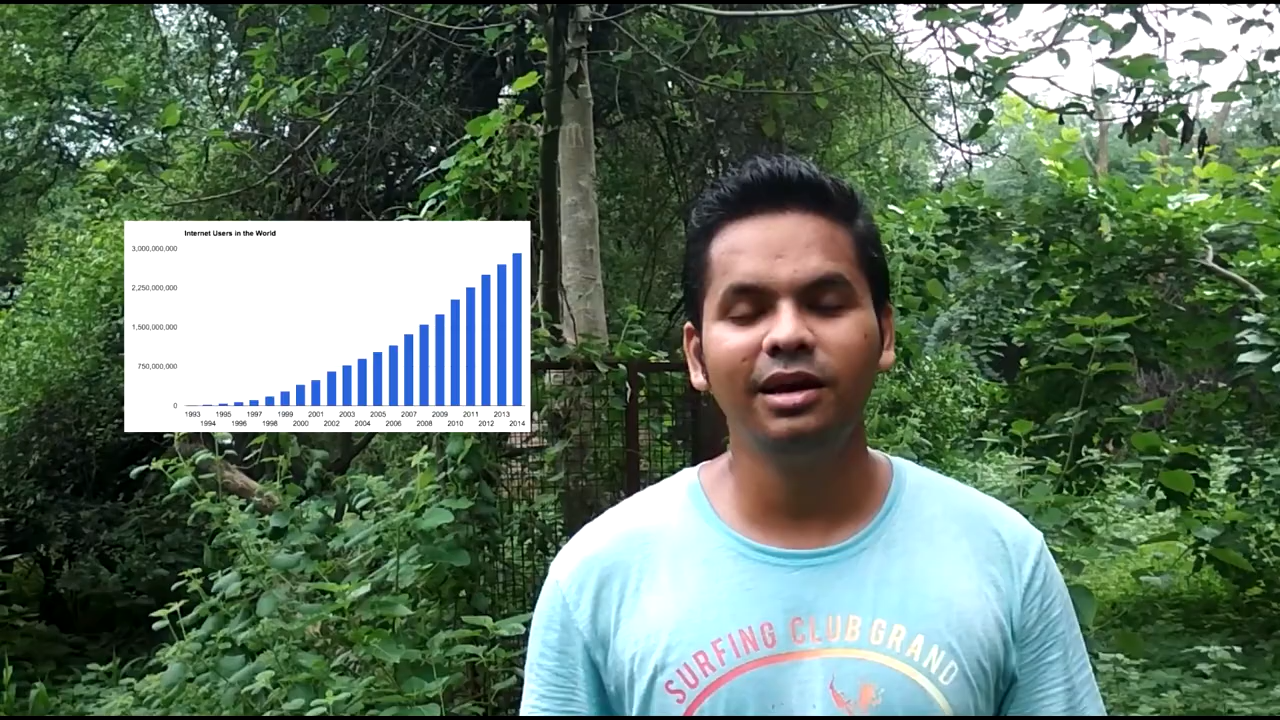 Internet Users in the World
3,000,000,000
2,250,000,000
1,500,000,000
750,000,000
0
1993 1995 1997 1999 2001 2003 2005 2007 2009 2011 2013
1994 1996 1998 2000 2002 2004 2006 2008 2010 2012 2014
SURFING CLUB GRAND